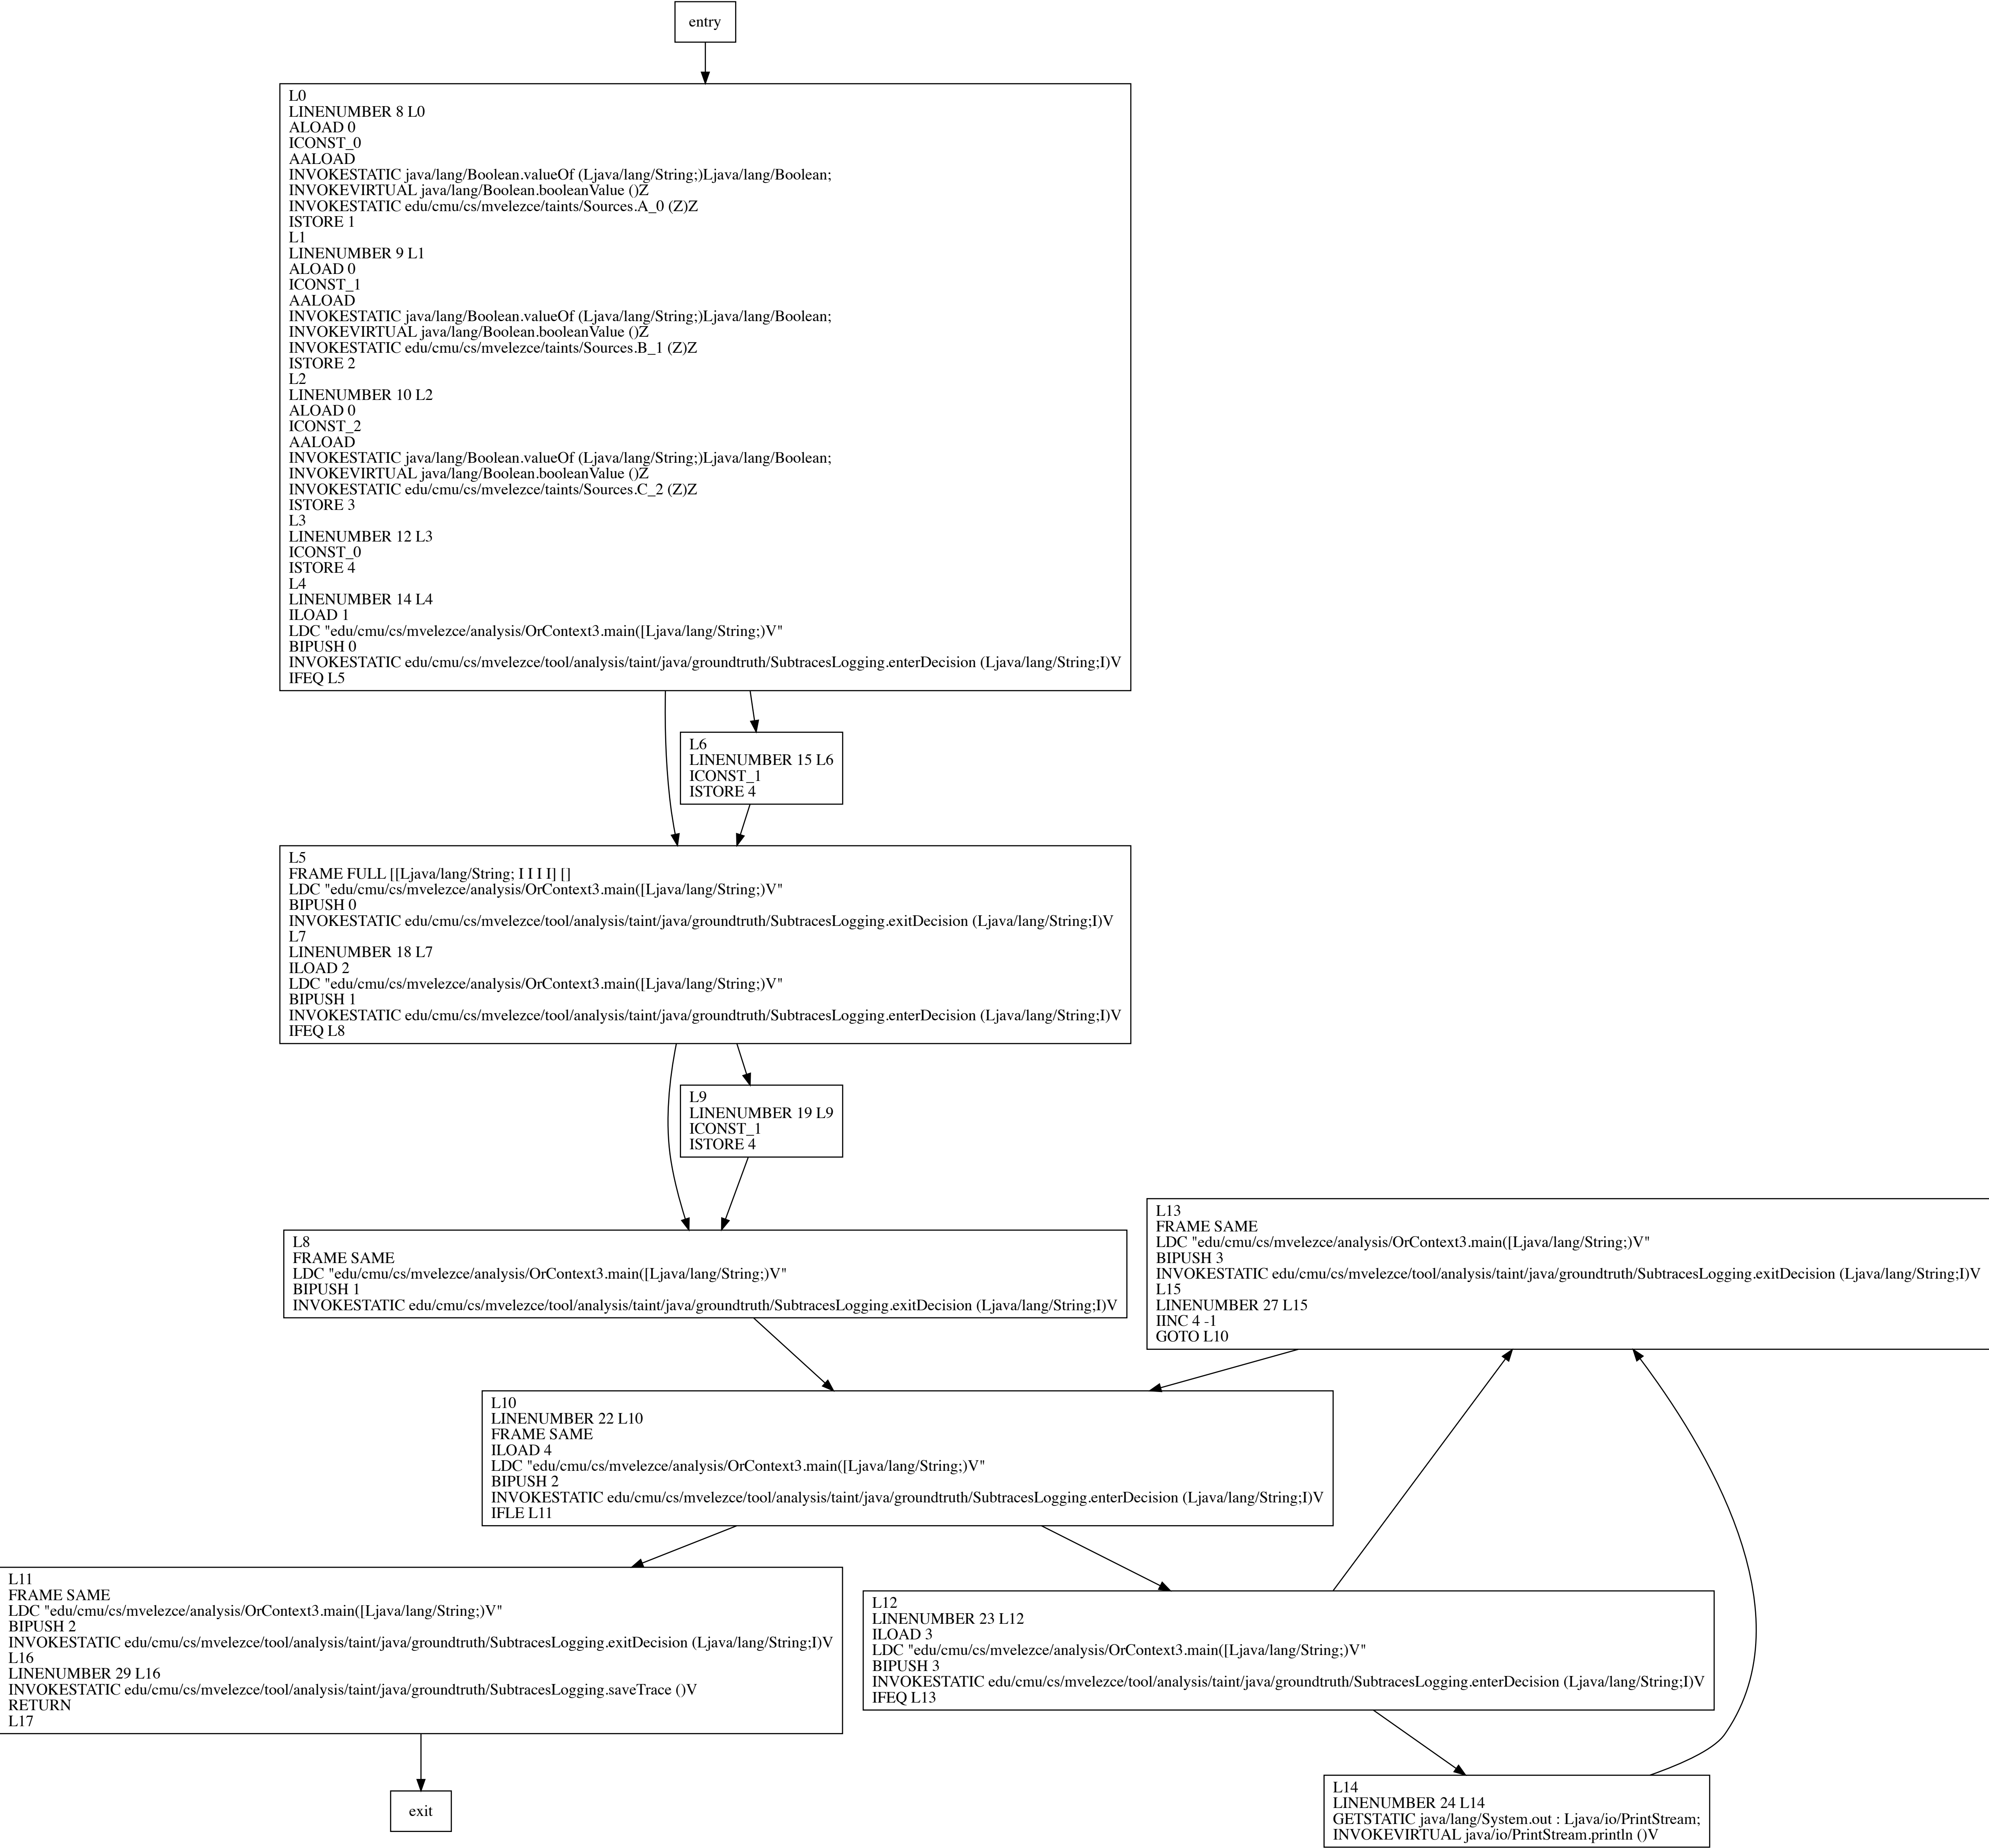 entry
L0
LINENUMBER 8 L0
ALOAD 0
ICONST_0
AALOAD
INVOKESTATIC java/lang/Boolean.valueOf (Ljava/lang/String;)Ljava/lang/Boolean;
INVOKEVIRTUAL java/lang/Boolean.booleanValue ()Z
INVOKESTATIC edu/cmu/cs/mvelezce/taints/Sources.A_0 (Z)Z
ISTORE 1
L1
LINENUMBER 9 L1
ALOAD 0
ICONST_1
AALOAD
INVOKESTATIC java/lang/Boolean.valueOf (Ljava/lang/String;)Ljava/lang/Boolean;
INVOKEVIRTUAL java/lang/Boolean.booleanValue ()Z
INVOKESTATIC edu/cmu/cs/mvelezce/taints/Sources.B_1 (Z)Z
ISTORE 2
L2
LINENUMBER 10 L2
ALOAD 0
ICONST_2
AALOAD
INVOKESTATIC java/lang/Boolean.valueOf (Ljava/lang/String;)Ljava/lang/Boolean;
INVOKEVIRTUAL java/lang/Boolean.booleanValue ()Z
INVOKESTATIC edu/cmu/cs/mvelezce/taints/Sources.C_2 (Z)Z
ISTORE 3
L3
LINENUMBER 12 L3
ICONST_0
ISTORE 4
L4
LINENUMBER 14 L4
ILOAD 1
LDC "edu/cmu/cs/mvelezce/analysis/OrContext3.main([Ljava/lang/String;)V"
BIPUSH 0
INVOKESTATIC edu/cmu/cs/mvelezce/tool/analysis/taint/java/groundtruth/SubtracesLogging.enterDecision (Ljava/lang/String;I)V
IFEQ L5
L6
LINENUMBER 15 L6
ICONST_1
ISTORE 4
L5
FRAME FULL [[Ljava/lang/String; I I I I] []
LDC "edu/cmu/cs/mvelezce/analysis/OrContext3.main([Ljava/lang/String;)V"
BIPUSH 0
INVOKESTATIC edu/cmu/cs/mvelezce/tool/analysis/taint/java/groundtruth/SubtracesLogging.exitDecision (Ljava/lang/String;I)V
L7
LINENUMBER 18 L7
ILOAD 2
LDC "edu/cmu/cs/mvelezce/analysis/OrContext3.main([Ljava/lang/String;)V"
BIPUSH 1
INVOKESTATIC edu/cmu/cs/mvelezce/tool/analysis/taint/java/groundtruth/SubtracesLogging.enterDecision (Ljava/lang/String;I)V
IFEQ L8
L9
LINENUMBER 19 L9
ICONST_1
ISTORE 4
L8
FRAME SAME
LDC "edu/cmu/cs/mvelezce/analysis/OrContext3.main([Ljava/lang/String;)V"
BIPUSH 1
INVOKESTATIC edu/cmu/cs/mvelezce/tool/analysis/taint/java/groundtruth/SubtracesLogging.exitDecision (Ljava/lang/String;I)V
L13
FRAME SAME
LDC "edu/cmu/cs/mvelezce/analysis/OrContext3.main([Ljava/lang/String;)V"
BIPUSH 3
INVOKESTATIC edu/cmu/cs/mvelezce/tool/analysis/taint/java/groundtruth/SubtracesLogging.exitDecision (Ljava/lang/String;I)V
L15
LINENUMBER 27 L15
IINC 4 -1
GOTO L10
L10
LINENUMBER 22 L10
FRAME SAME
ILOAD 4
LDC "edu/cmu/cs/mvelezce/analysis/OrContext3.main([Ljava/lang/String;)V"
BIPUSH 2
INVOKESTATIC edu/cmu/cs/mvelezce/tool/analysis/taint/java/groundtruth/SubtracesLogging.enterDecision (Ljava/lang/String;I)V
IFLE L11
L11
FRAME SAME
LDC "edu/cmu/cs/mvelezce/analysis/OrContext3.main([Ljava/lang/String;)V"
BIPUSH 2
INVOKESTATIC edu/cmu/cs/mvelezce/tool/analysis/taint/java/groundtruth/SubtracesLogging.exitDecision (Ljava/lang/String;I)V
L16
LINENUMBER 29 L16
INVOKESTATIC edu/cmu/cs/mvelezce/tool/analysis/taint/java/groundtruth/SubtracesLogging.saveTrace ()V
RETURN
L17
L12
LINENUMBER 23 L12
ILOAD 3
LDC "edu/cmu/cs/mvelezce/analysis/OrContext3.main([Ljava/lang/String;)V"
BIPUSH 3
INVOKESTATIC edu/cmu/cs/mvelezce/tool/analysis/taint/java/groundtruth/SubtracesLogging.enterDecision (Ljava/lang/String;I)V
IFEQ L13
L14
LINENUMBER 24 L14
GETSTATIC java/lang/System.out : Ljava/io/PrintStream;
INVOKEVIRTUAL java/io/PrintStream.println ()V
exit